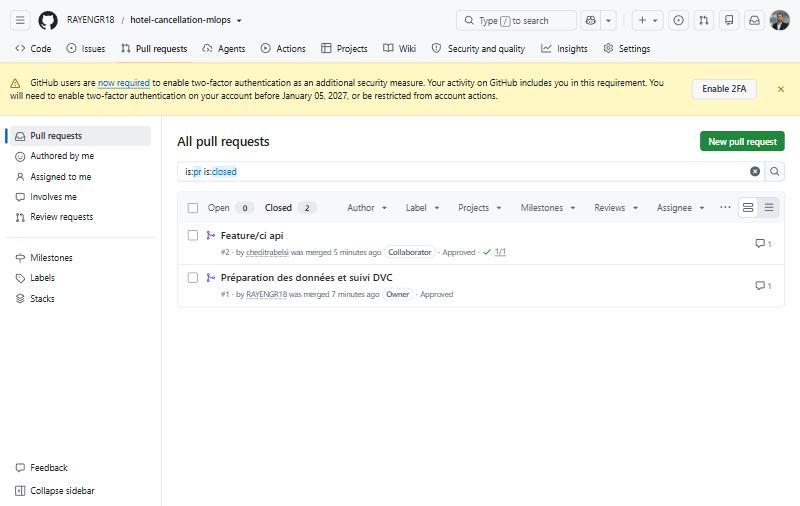 RAYENGR18 / hotel-cancellation-mlops
Type / to search
Code
Issues
Pull requests
Agents
Actions
Projects
Wiki
Security and quality
Insights
Settings
GitHub users are now required to enable two-factor authentication as an additional security measure. Your activity on GitHub includes you in this requirement. You
will need to enable two-factor authentication on your account before January 05, 2027, or be restricted from account actions.
Enable 2FA
Pull requests
Authored by me
Assigned to me
Involves me
Review requests
Milestones
Labels
Stacks
Feedback
Collapse sidebar
All pull requests
New pull request
is:pr is:closed
Open 0 Closed 2 Author Label Projects Milestones Reviews Assignee
Feature/ci api
#2 · by cheditrabelsi was merged 5 minutes ago Collaborator · Approved · 1/1
1
Préparation des données et suivi DVC
#1 · by RAYENGR18 was merged 7 minutes ago Owner · Approved
1